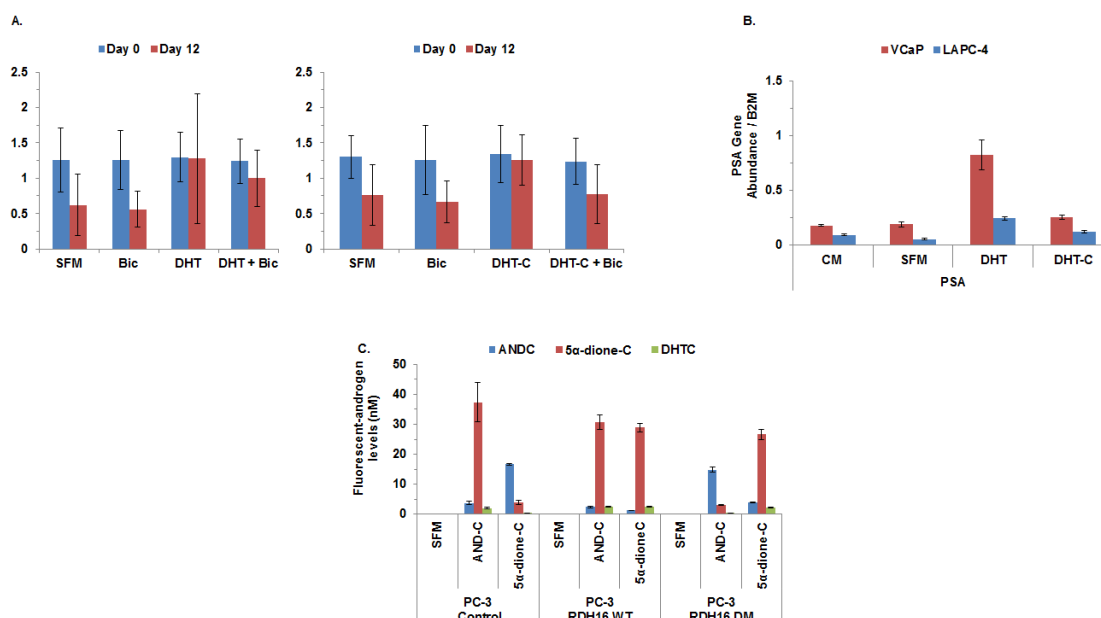 A.
Day 0 Day 12
2.5
2
1.5
1
0.5
0
SFM Bic DHT DHT + Bic
Day 0 Day 12
2.5
2
1.5
1
0.5
0
SFM Bic DHT-C DHT-C + Bic
B.
VCaP LAPC-4
PSA Gene
Abundance / B2M
1.5
1
0.5
0
CM SFM DHT DHT-C
PSA
C.
ANDC 5α-dione-C DHTC
Fluorescent-androgen
levels (nM)
50
40
30
20
10
0
SFM AND-C 5α-dione-C SFM AND-C 5α-dioneC SFM AND-C 5α-dione-C
PC-3 PC-3 PC-3
Control RDH16 WT RDH16 DM